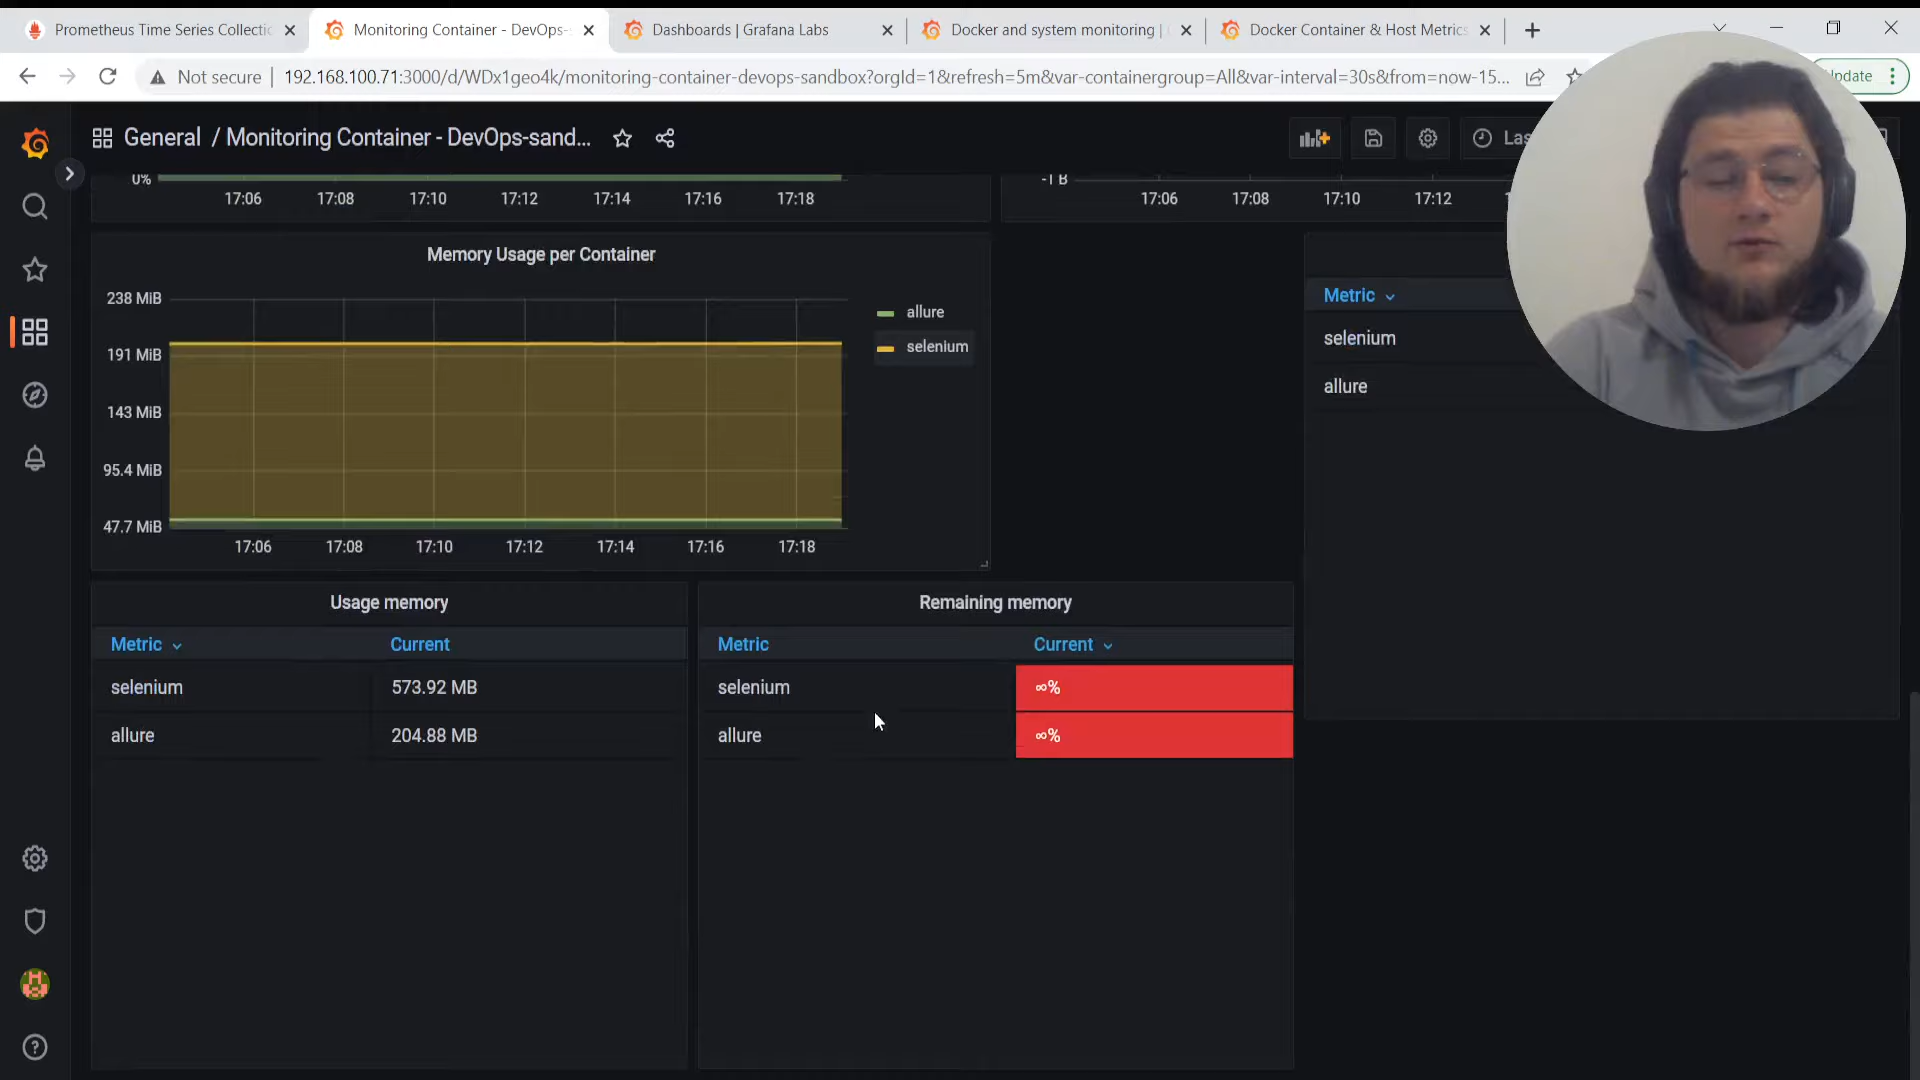 Prometheus Time Series Collectio
Monitoring Container - DevOps-
Dashboards | Grafana Labs
Docker and system monitoring |
Docker Container & Host Metrics
Not secure
192.168.100.71:3000/d/WDx1geo4k/monitoring-container-devops-sandbox?orgId=1&refresh=5m&var-containergroup=All&var-interval=30s&from=now-15...
pdate
General / Monitoring Container - DevOps-sand...
Las
0%
17:06 17:08 17:10 17:12 17:14 17:16 17:18
-1 B
17:06 17:08 17:10 17:12
Memory Usage per Container
238 MiB
191 MiB
143 MiB
95.4 MiB
47.7 MiB
17:06 17:08 17:10 17:12 17:14 17:16 17:18
allure
selenium
Metric
selenium
allure
Usage memory
Metric Current
selenium 573.92 MB
allure 204.88 MB
Remaining memory
Metric Current
selenium ∞%
allure ∞%